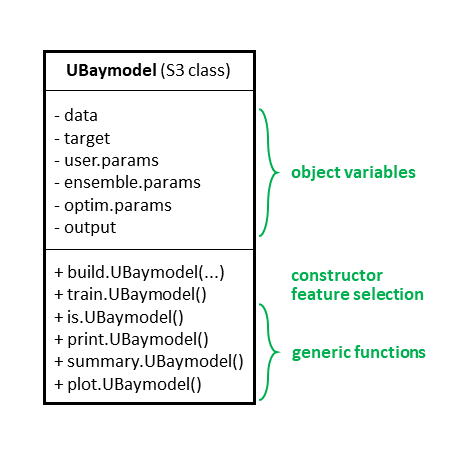 UBaymodel (S3 class)
- data
- target
- user.params
- ensemble.params
- optim.params
- output
object variables
+ build.UBaymodel(...)
+ train.UBaymodel()
+ is.UBaymodel()
+ print.UBaymodel()
+ summary.UBaymodel()
+ plot.UBaymodel()
constructor
feature selection
generic functions